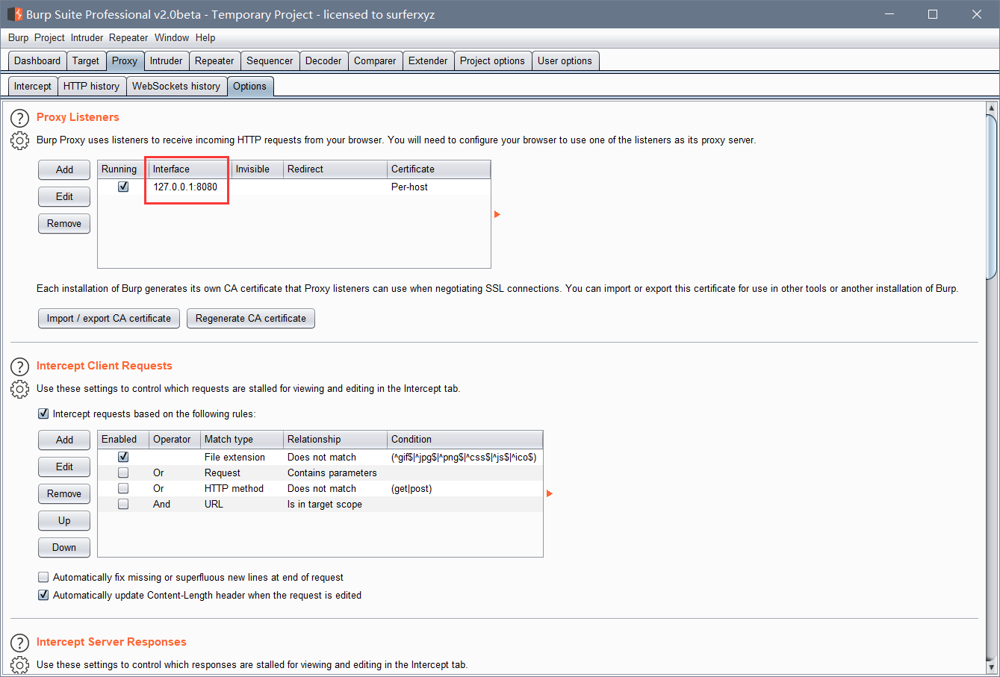 Burp Suite Professional v2.0beta - Temporary Project - licensed to surferxyz
Burp Project Intruder Repeater Window Help
Dashboard Target Proxy Intruder Repeater Sequencer Decoder Comparer Extender Project options User options
Intercept HTTP history WebSockets history Options
? Proxy Listeners
Burp Proxy uses listeners to receive incoming HTTP requests from your browser. You will need to configure your browser to use one of the listeners as its proxy server.
Add
Edit
Remove
Running Interface Invisible Redirect Certificate
127.0.0.1:8080 Per-host
Each installation of Burp generates its own CA certificate that Proxy listeners can use when negotiating SSL connections. You can import or export this certificate for use in other tools or another installation of Burp.
Import / export CA certificate Regenerate CA certificate
? Intercept Client Requests
Use these settings to control which requests are stalled for viewing and editing in the Intercept tab.
Intercept requests based on the following rules:
Add
Edit
Remove
Up
Down
Enabled Operator Match type Relationship Condition
File extension Does not match (^gif$|^jpg$|^png$|^css$|^js$|^ico$)
Or Request Contains parameters
Or HTTP method Does not match (get|post)
And URL Is in target scope
Automatically fix missing or superfluous new lines at end of request
Automatically update Content-Length header when the request is edited
? Intercept Server Responses
Use these settings to control which responses are stalled for viewing and editing in the Intercept tab.